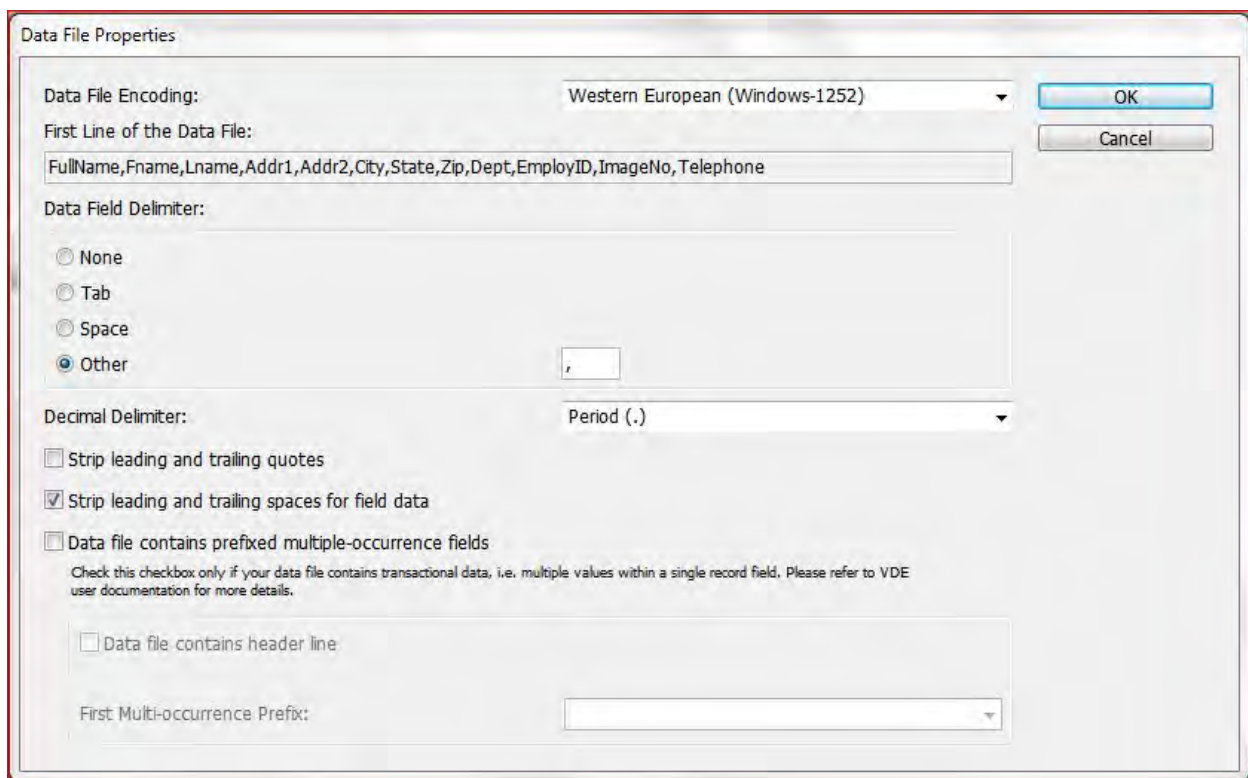 Data File Properties
Data File Encoding:
Western European (Windows-1252)
OK
First Line of the Data File:
Cancel
FullName,Fname,Lname,Addr1,Addr2,City,State,Zip,Dept,EmployID,ImageNo,Telephone
Data Field Delimiter:
None
Tab
Space
Other
,
Decimal Delimiter:
Period (.)
Strip leading and trailing quotes
Strip leading and trailing spaces for field data
Data file contains prefixed multiple-occurrence fields
Check this checkbox only if your data file contains transactional data, i.e. multiple values within a single record field. Please refer to VDE
user documentation for more details.
Data file contains header line
First Multi-occurrence Prefix: